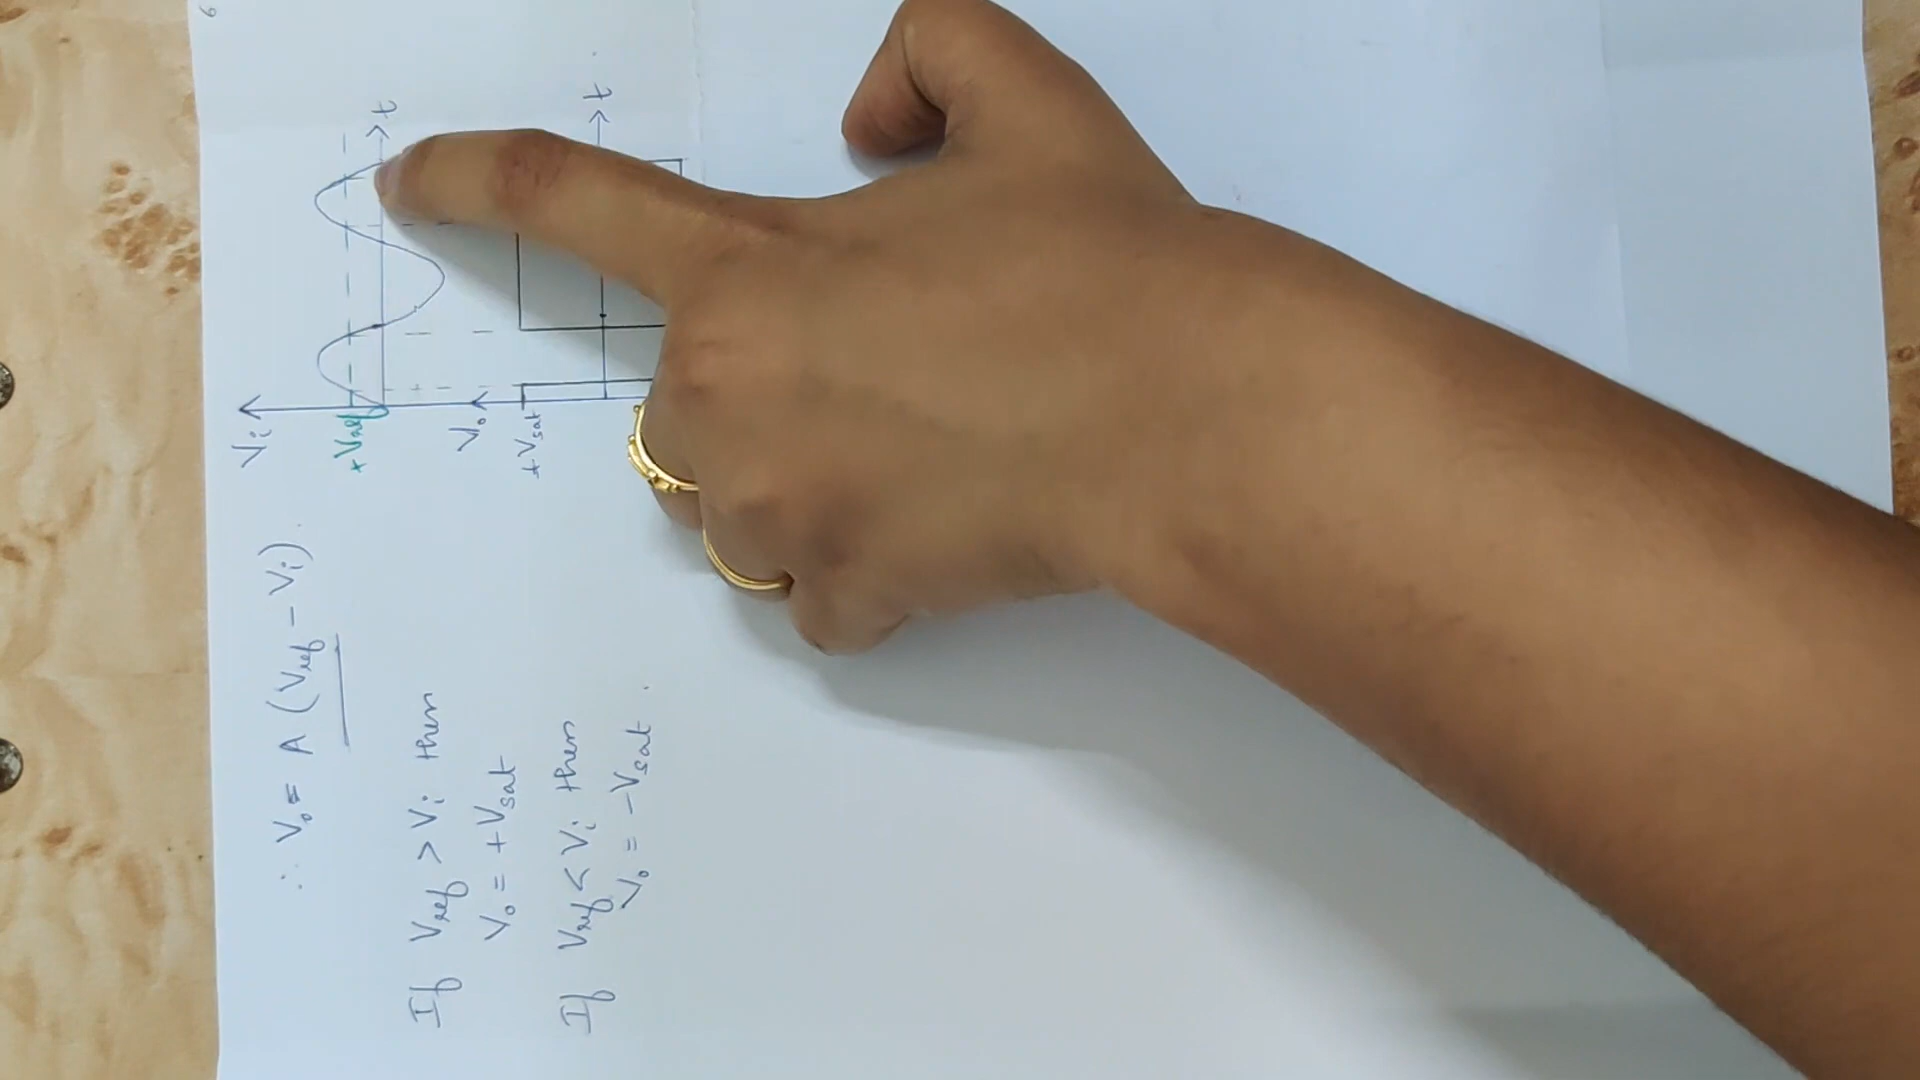 ∴ V₀ = A (Vref - Vi).
If Vref > Vi then
V₀ = + Vsat
If Vref < Vi then
V₀ = -Vsat.
Vi
+Vref
t
V₀
+Vsat
t
6